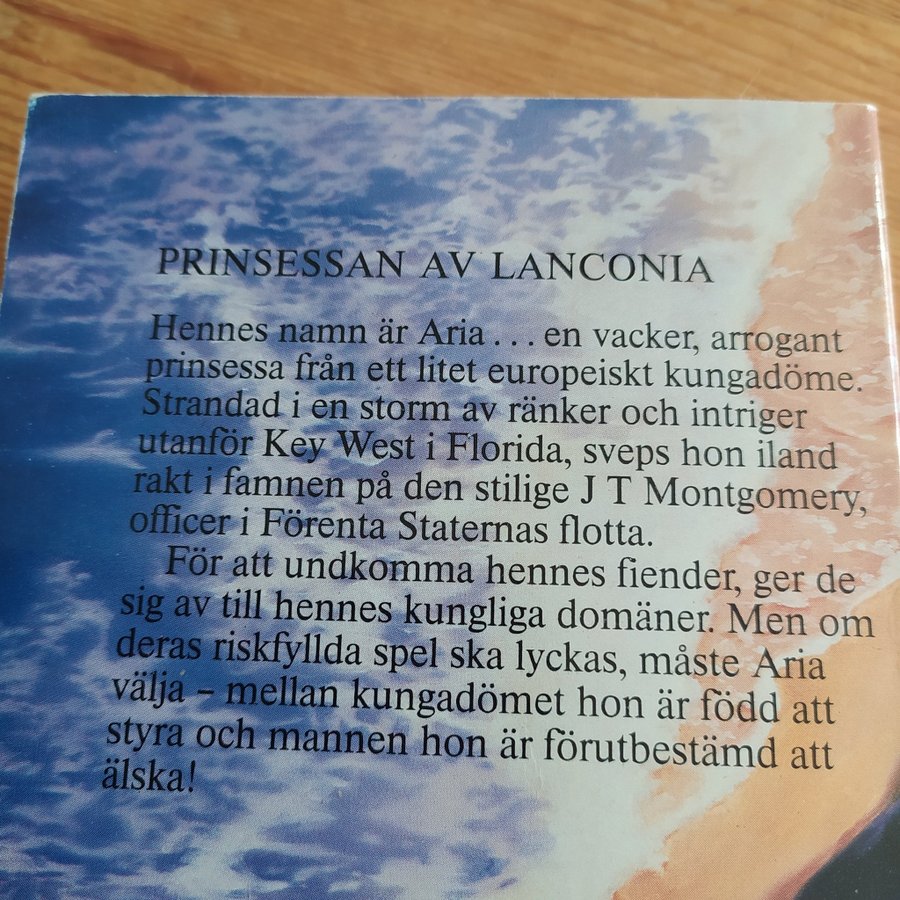 PRINSESSAN AV LANCONIA
Hennes namn är Aria . . . en vacker, arrogant
prinsessa från ett litet europeiskt kungadöme.
Strandad i en storm av ränker och intriger
utanför Key West i Florida, sveps hon iland
rakt i famnen på den stilige J T Montgomery,
officer i Förenta Staternas flotta.
För att undkomma hennes fiender, ger de
sig av till hennes kungliga domäner. Men om
deras riskfyllda spel ska lyckas, måste Aria
välja – mellan kungadömet hon är född att
styra och mannen hon är förutbestämd att
älska!